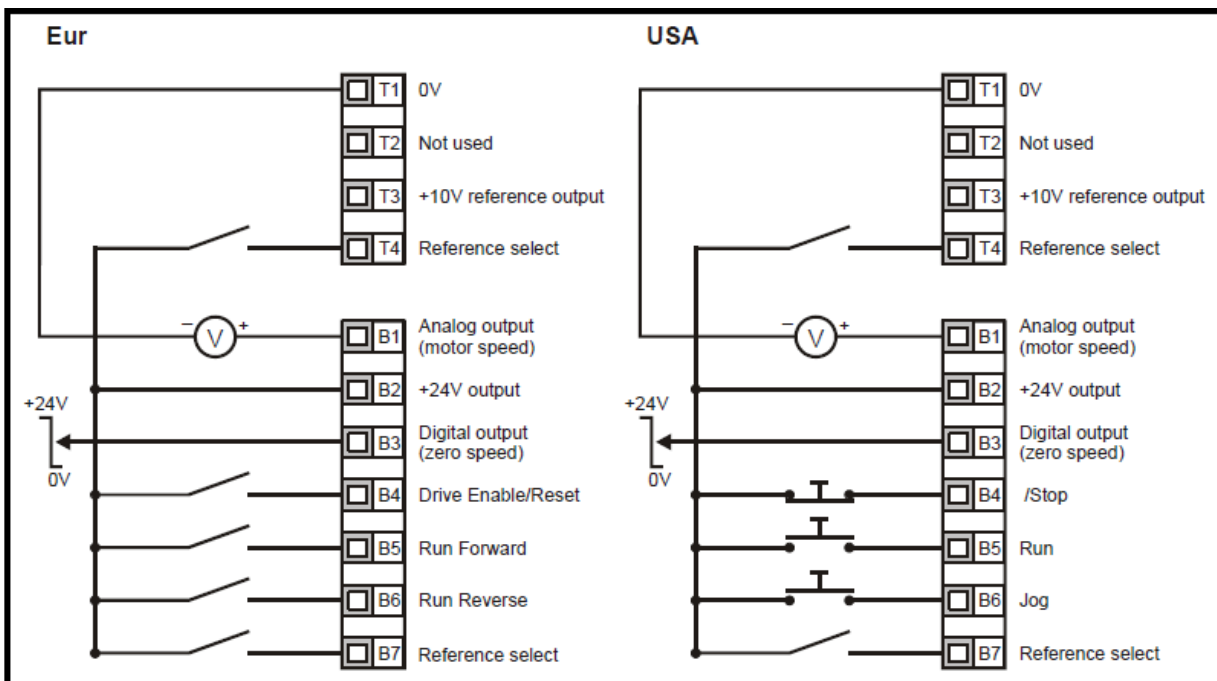 Eur
T1 0V
T2 Not used
T3 +10V reference output
T4 Reference select
− V +
B1 Analog output
(motor speed)
B2 +24V output
+24V
B3 Digital output
(zero speed)
0V
B4 Drive Enable/Reset
B5 Run Forward
B6 Run Reverse
B7 Reference select
USA
T1 0V
T2 Not used
T3 +10V reference output
T4 Reference select
− V +
B1 Analog output
(motor speed)
B2 +24V output
+24V
B3 Digital output
(zero speed)
0V
B4 /Stop
B5 Run
B6 Jog
B7 Reference select